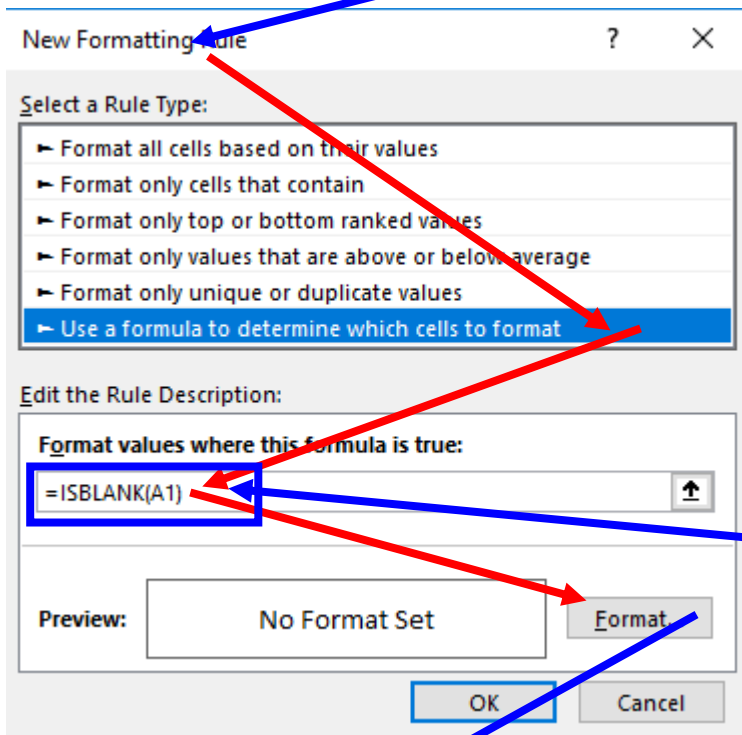 New Formatting Rule ? ×
Select a Rule Type:
► Format all cells based on their values
► Format only cells that contain
► Format only top or bottom ranked values
► Format only values that are above or below average
► Format only unique or duplicate values
► Use a formula to determine which cells to format
Edit the Rule Description:
Format values where this formula is true:
=ISBLANK(A1)
Preview: No Format Set Format...
OK Cancel